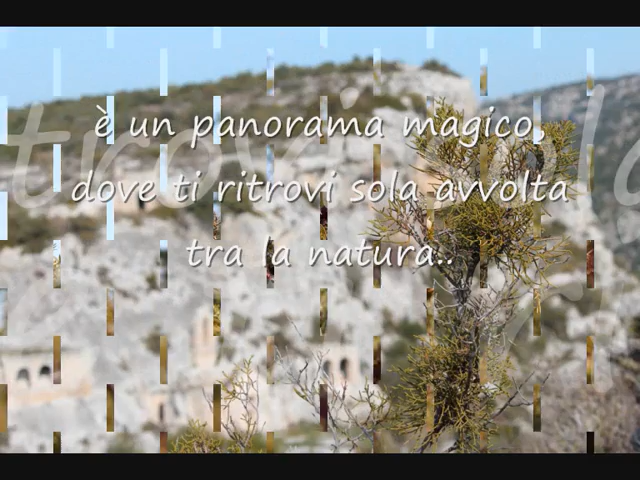 è un panorama magico,
dove ti ritrovi sola avvolta
tra la natura..